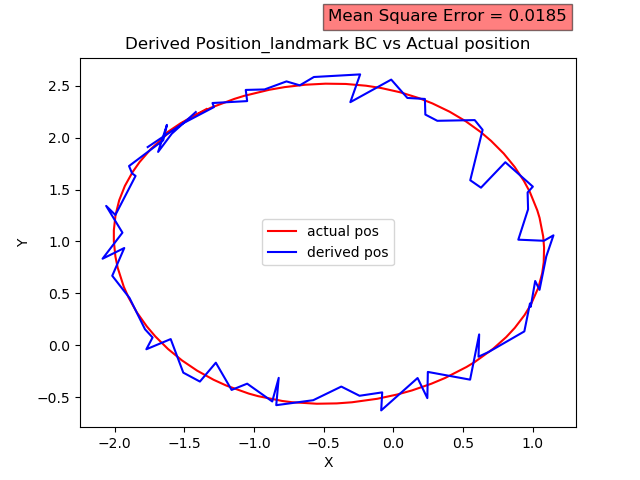 Mean Square Error = 0.0185
Derived Position_landmark BC vs Actual position
2.5
2.0
1.5
1.0
0.5
0.0
−0.5
Y
actual pos
derived pos
−2.0 −1.5 −1.0 −0.5 0.0 0.5 1.0
X